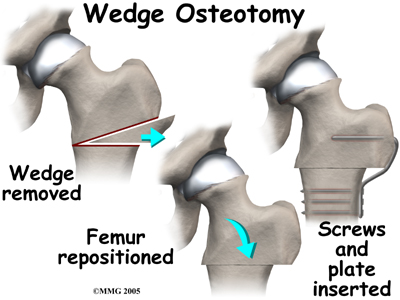 Wedge Osteotomy
Wedge
removed
Femur
repositioned
Screws
and
plate
inserted
©MMG 2005